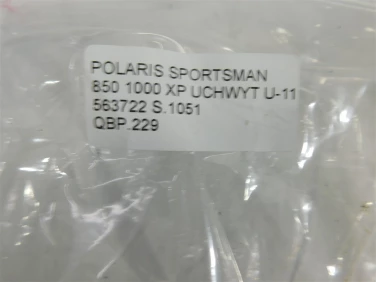 POLARIS SPORTSMAN
850 1000 XP UCHWYT U-11
563722 S.1051
QBP.229